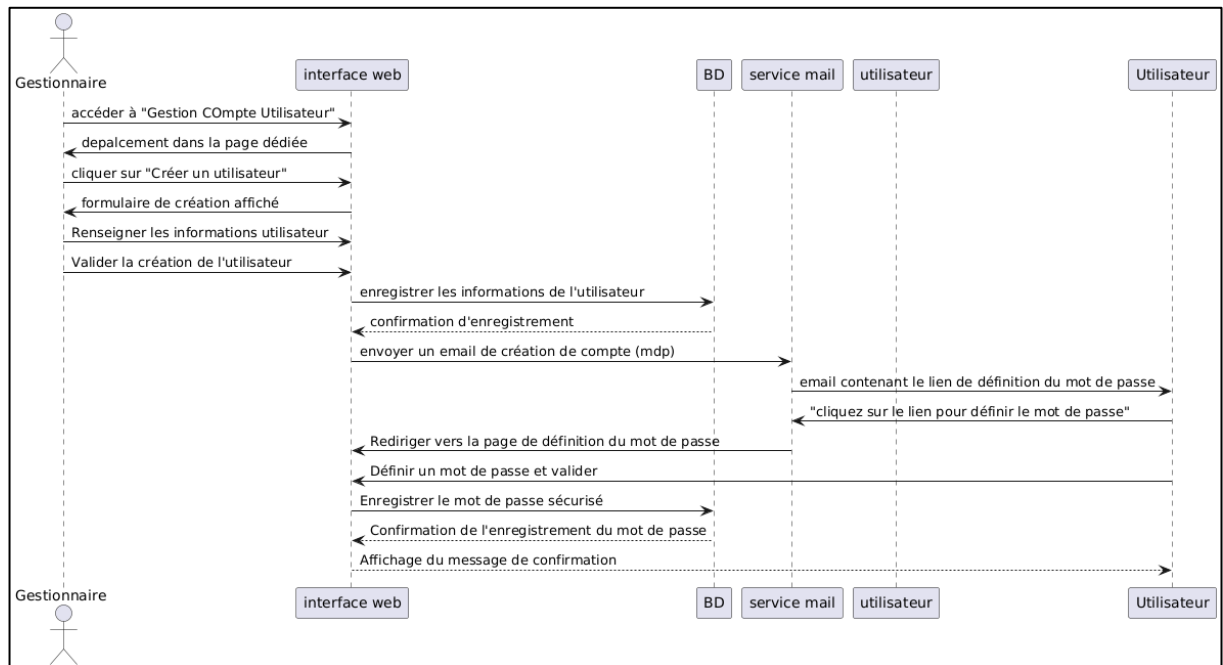 Gestionnaire
interface web
BD
service mail
utilisateur
Utilisateur
accéder à "Gestion COmpte Utilisateur"
depalcement dans la page dédiée
cliquer sur "Créer un utilisateur"
formulaire de création affiché
Renseigner les informations utilisateur
Valider la création de l'utilisateur
enregistrer les informations de l'utilisateur
confirmation d'enregistrement
envoyer un email de création de compte (mdp)
email contenant le lien de définition du mot de passe
"cliquez sur le lien pour définir le mot de passe"
Rediriger vers la page de définition du mot de passe
Définir un mot de passe et valider
Enregistrer le mot de passe sécurisé
Confirmation de l'enregistrement du mot de passe
Affichage du message de confirmation
Gestionnaire
interface web
BD
service mail
utilisateur
Utilisateur